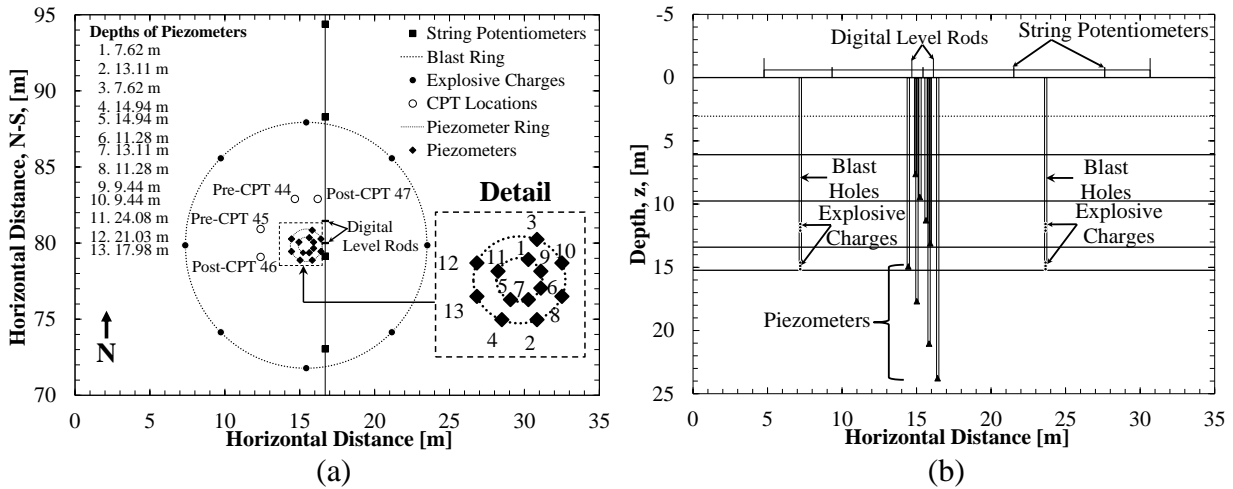 95
90
85
80
75
70
Horizontal Distance, N-S, [m]
0 5 10 15 20 25 30 35
Horizontal Distance [m]
Depths of Piezometers
1. 7.62 m
2. 13.11 m
3. 7.62 m
4. 14.94 m
5. 14.94 m
6. 11.28 m
7. 13.11 m
8. 11.28 m
9. 9.44 m
10. 9.44 m
11. 24.08 m
12. 21.03 m
13. 17.98 m
String Potentiometers
Blast Ring
Explosive Charges
CPT Locations
Piezometer Ring
Piezometers
Pre-CPT 44
Post-CPT 47
Pre-CPT 45
Post-CPT 46
Digital
Level Rods
N
Detail
3
1
10
12
11
9
5
7
6
13
4
2
8
(a)
-5
0
5
10
15
20
25
Depth, z, [m]
0 5 10 15 20 25 30 35
Horizontal Distance [m]
Digital Level Rods
String Potentiometers
Blast
Holes
Explosive
Charges
Blast
Holes
Explosive
Charges
Piezometers
(b)